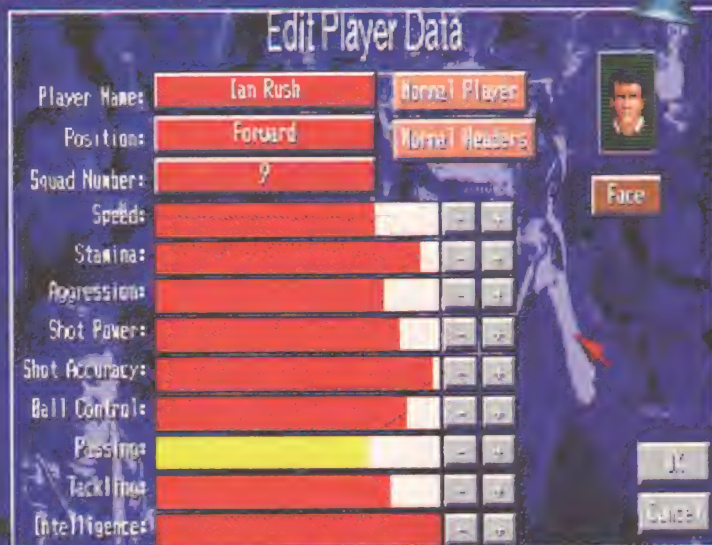 Edit Player Data
Player Name: Ian Rush Normal Player
Position: Forward Normal Headers
Squad Number: 9
Face
Speed: - +
Stamina: - +
Aggression: - +
Shot Power: - +
Shot Accuracy: - +
Ball Control: - +
Passing: - +
Tackling: - +
Intelligence: - +
OK
Cancel